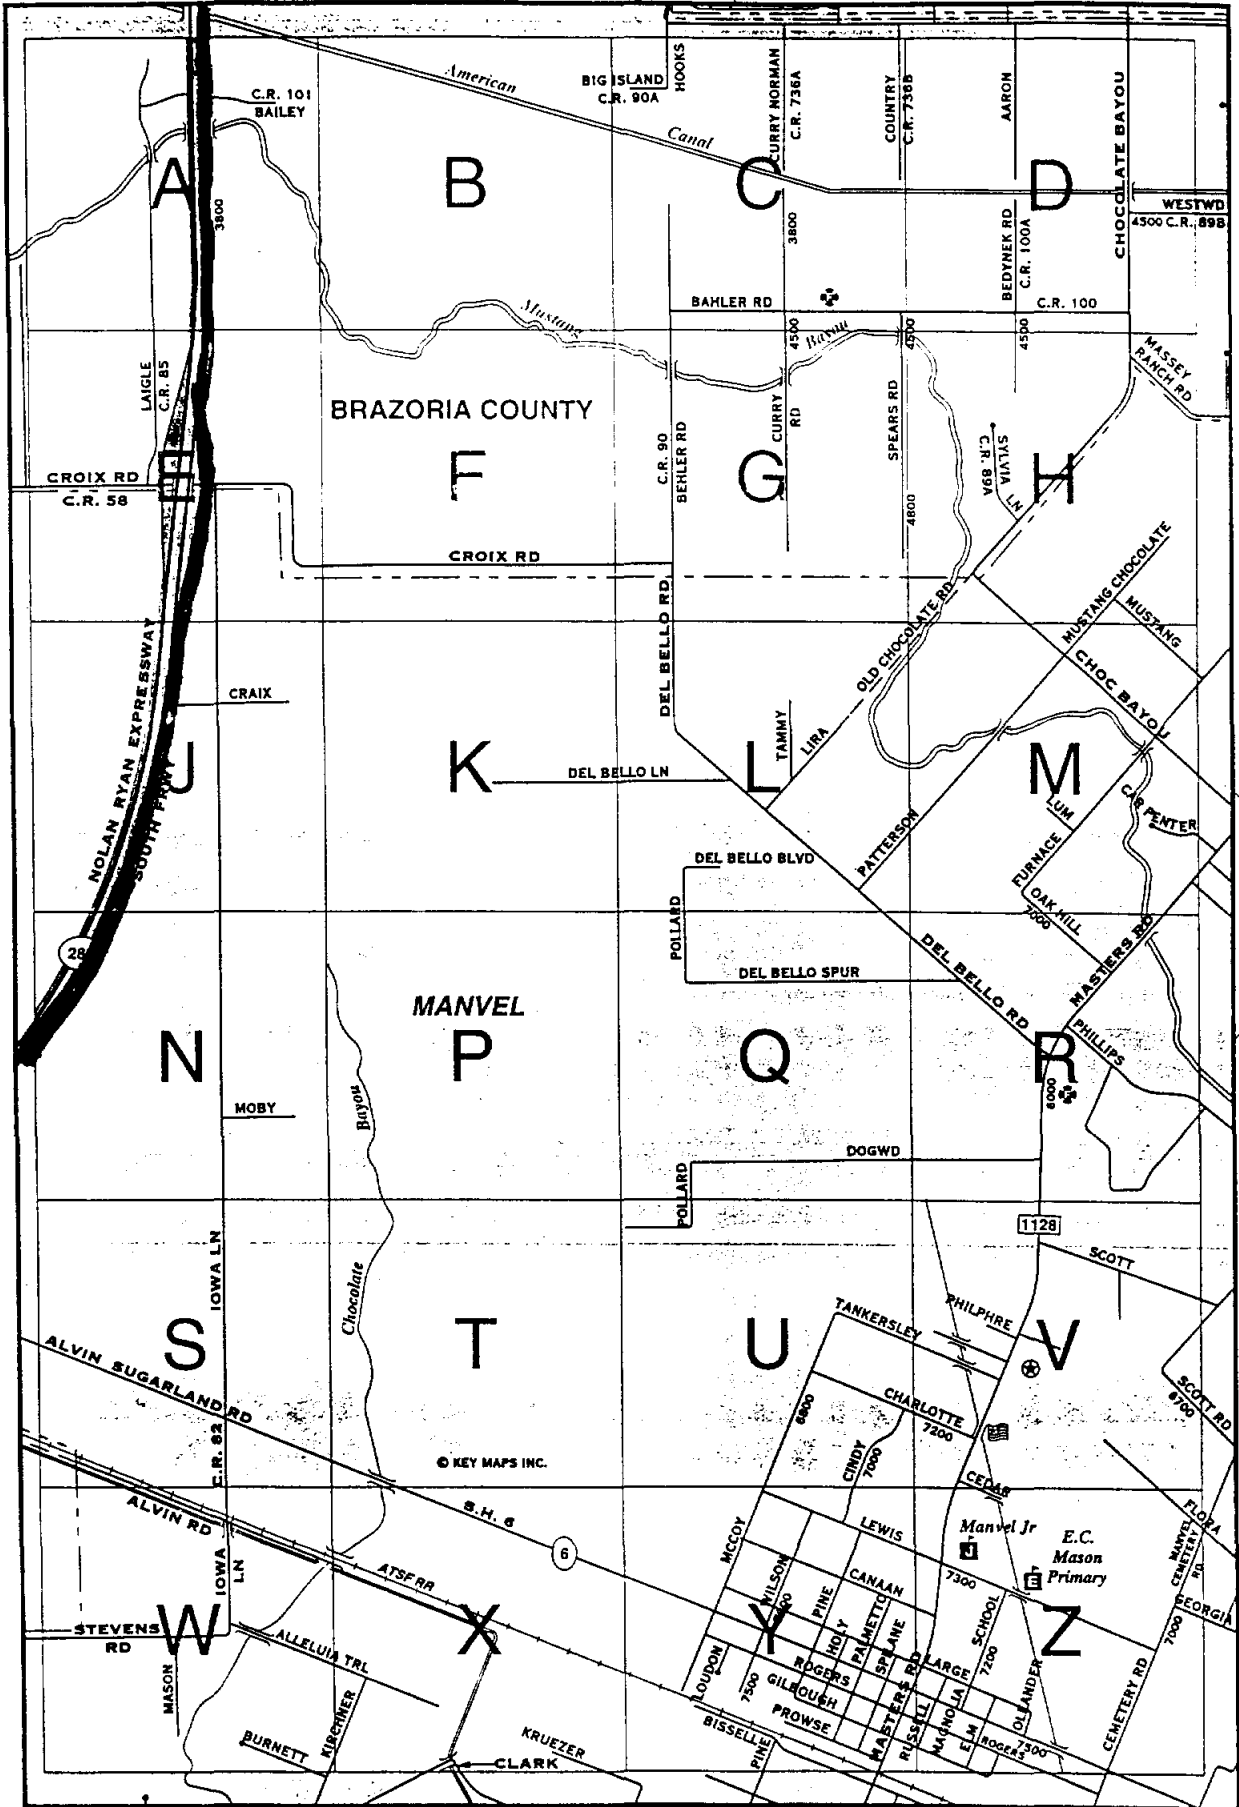 American
Canal
BIG ISLAND
C.R. 90A
HOOKS
CURRY NORMAN
C.R. 736A
COUNTRY
C.R. 736B
AARON
CHOCOLATE BAYOU
C.R. 101
BAILEY
A
B
C
D
3800
3800
WESTWD
4500 C.R. 89B
BEDYNEK RD
C.R. 100A
BAHLER RD
C.R. 100
Mustang
Bayou
4500
4500
4500
MASSEY
RANCH RD
LAIGLE
C.R. 85
BRAZORIA COUNTY
C.R. 90
BEHLER RD
CURRY
RD
SPEARS RD
SYLVIA
LN
C.R. 89A
CROIX RD
C.R. 58
E
F
G
H
4800
CROIX RD
DEL BELLO RD
OLD CHOCOLATE RD
MUSTANG CHOCOLATE
MUSTANG
CHOC BAYOU
NOLAN RYAN EXPRESSWAY
SOUTH FRWY
CRAIX
TAMMY
LIRA
J
K
L
M
DEL BELLO LN
LUM
CARPENTER
PATTERSON
FURNACE
DEL BELLO BLVD
OAK HILL
7000
POLLARD
MASTERS RD
28
DEL BELLO RD
DEL BELLO SPUR
MANVEL
N
P
Q
R
PHILLIPS
6000
MOBY
Bayou
DOGWD
POLLARD
1128
SCOTT
IOWA LN
Chocolate
TANKERSLEY
PHILPHRE
S
T
U
V
ALVIN SUGARLAND RD
6800
CHARLOTTE
7200
SCOTT RD
6700
C.R. 82
© KEY MAPS INC.
CINDY
7000
CEDAR
ALVIN RD
S.H. 6
6
MCCOY
LEWIS
7300
Manvel Jr
J
E.C.
Mason
Primary
E
FLORA
MANVEL
CEMETERY
RD
GEORGIA
7000
IOWA
LN
ATSF RR
WILSON
PINE
CANAAN
HOLY
PALMETTO
SPLANE
SCHOOL
7200
STEVENS
RD
W
X
Y
Z
ALLELUIA TRL
MASON
LOUDON
7500
ROGERS
GILBOUGH
PROWSE
LARGE
MASTERS RD
RUSSELL
MAGNOLIA
ELM
ROGERS
OLEANDER
7500
CEMETERY RD
BURNETT
KIRCHNER
KRUEZER
BISSELL
PINE
CLARK